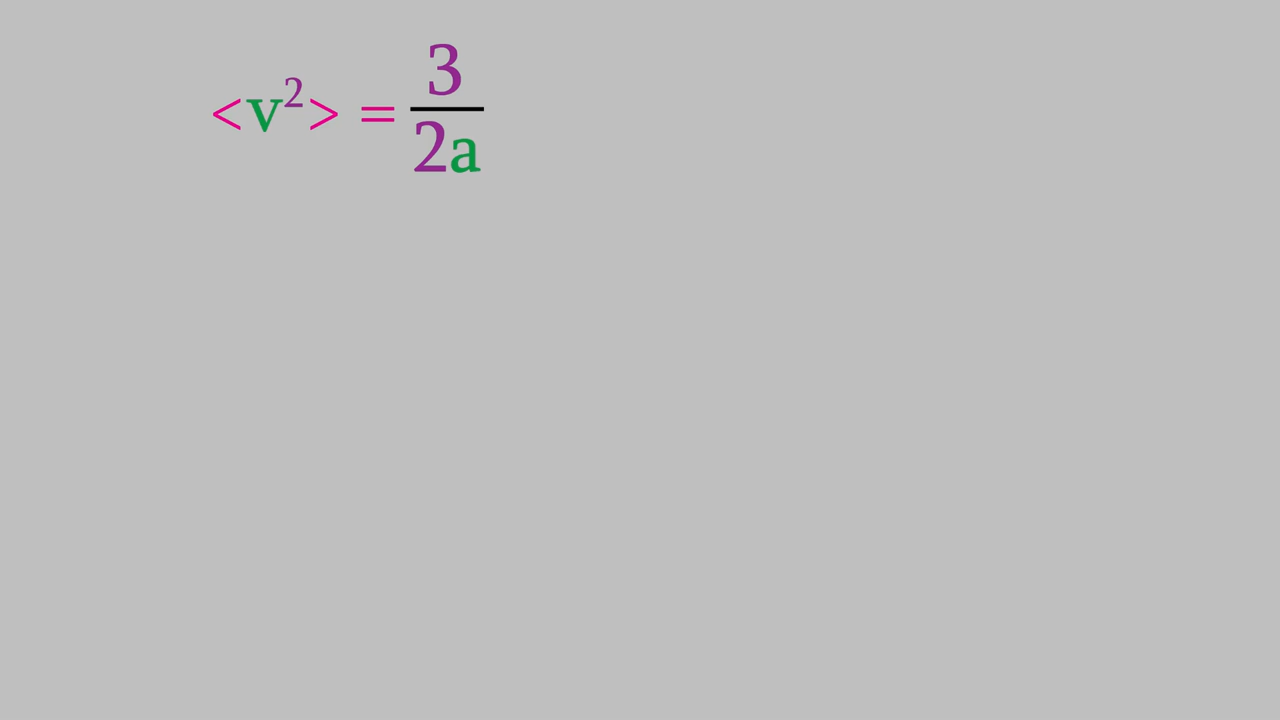 <v²> = 3/2a